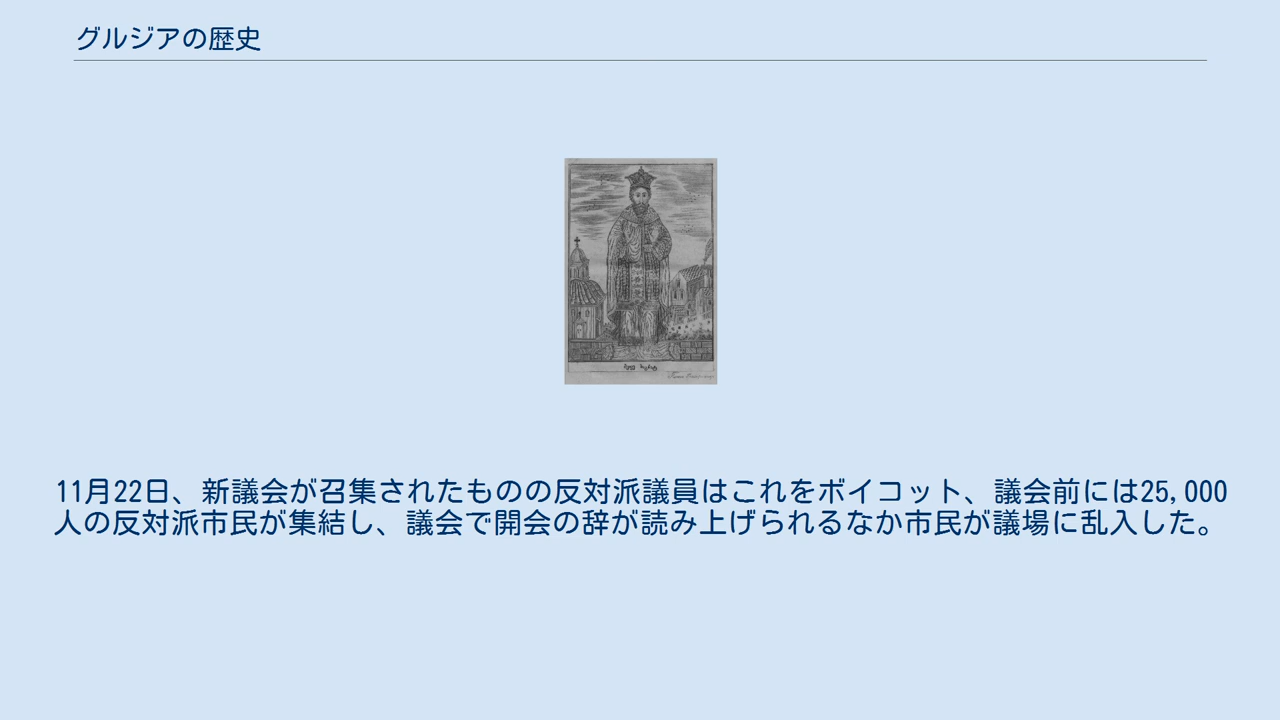 グルジアの歴史
11月22日、新議会が召集されたものの反対派議員はこれをボイコット、議会前には25,000
人の反対派市民が集結し、議会で開会の辞が読み上げられるなか市民が議場に乱入した。